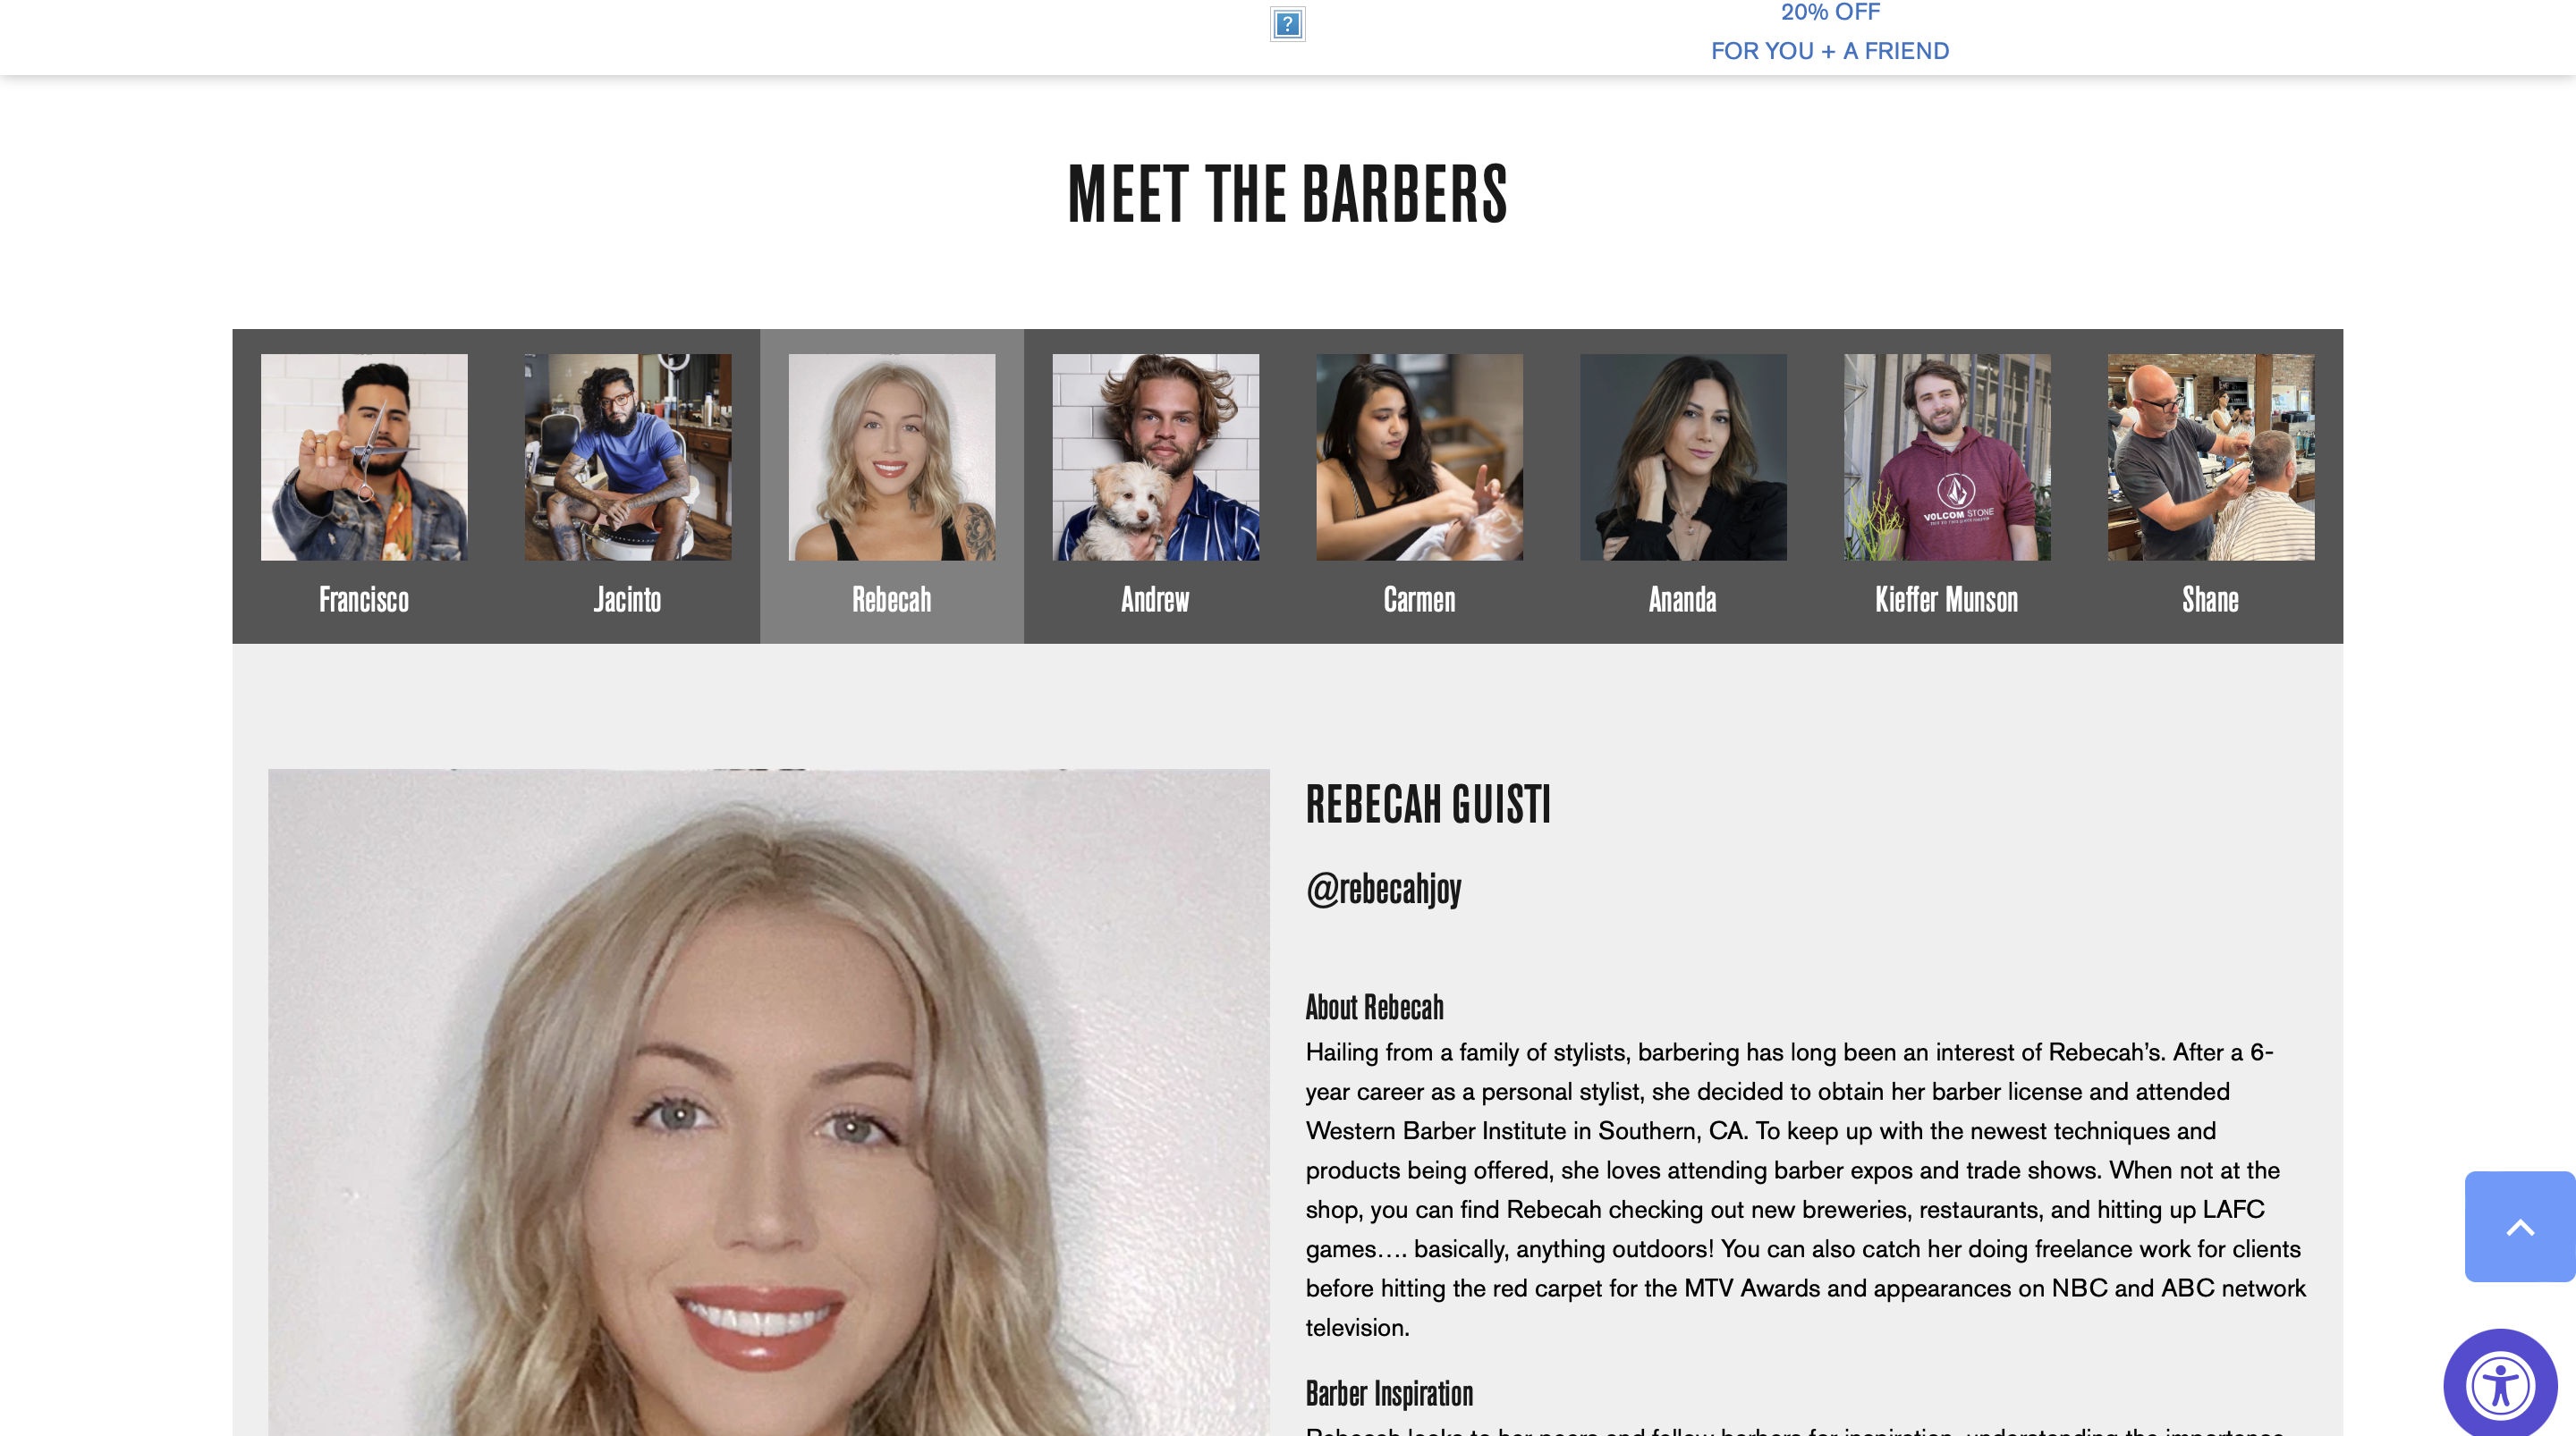 20% OFF
FOR YOU + A FRIEND
MEET THE BARBERS
VOLCOM STONE
Francisco
Jacinto
Rebecah
Andrew
Carmen
Ananda
Kieffer Munson
Shane
REBECAH GUISTI
@rebecahjoy
About Rebecah
Hailing from a family of stylists, barbering has long been an interest of Rebecah’s. After a 6-
year career as a personal stylist, she decided to obtain her barber license and attended
Western Barber Institute in Southern, CA. To keep up with the newest techniques and
products being offered, she loves attending barber expos and trade shows. When not at the
shop, you can find Rebecah checking out new breweries, restaurants, and hitting up LAFC
games…. basically, anything outdoors! You can also catch her doing freelance work for clients
before hitting the red carpet for the MTV Awards and appearances on NBC and ABC network
television.
Barber Inspiration